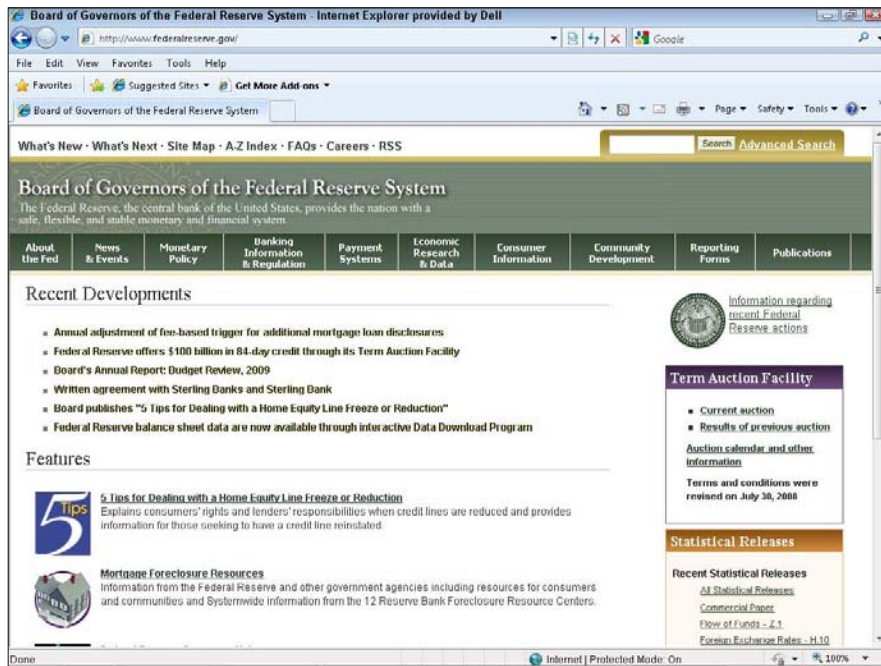 Board of Governors of the Federal Reserve System - Internet Explorer provided by Dell
http://www.federalreserve.gov/
Google
File Edit View Favorites Tools Help
Favorites Suggested Sites Get More Add-ons
Board of Governors of the Federal Reserve System
Page Safety Tools
What's New · What's Next · Site Map · A-Z Index · FAQs · Careers · RSS
Search Advanced Search
Board of Governors of the Federal Reserve System
The Federal Reserve, the central bank of the United States, provides the nation with a
safe, flexible, and stable monetary and financial system.
About the Fed
News & Events
Monetary Policy
Banking Information & Regulation
Payment Systems
Economic Research & Data
Consumer Information
Community Development
Reporting Forms
Publications
Recent Developments
Annual adjustment of fee-based trigger for additional mortgage loan disclosures
Federal Reserve offers $100 billion in 84-day credit through its Term Auction Facility
Board's Annual Report: Budget Review, 2009
Written agreement with Sterling Banks and Sterling Bank
Board publishes "5 Tips for Dealing with a Home Equity Line Freeze or Reduction"
Federal Reserve balance sheet data are now available through interactive Data Download Program
Features
5 Tips
5 Tips for Dealing with a Home Equity Line Freeze or Reduction
Explains consumers' rights and lenders' responsibilities when credit lines are reduced and provides
information for those seeking to have a credit line reinstated.
Mortgage Foreclosure Resources
Information from the Federal Reserve and other government agencies including resources for consumers
and communities and Systemwide information from the 12 Reserve Bank Foreclosure Resource Centers.
Information regarding
recent Federal
Reserve actions
Term Auction Facility
Current auction
Results of previous auction
Auction calendar and other
information
Terms and conditions were
revised on July 30, 2008
Statistical Releases
Recent Statistical Releases
All Statistical Releases
Commercial Paper
Flow of Funds - Z.1
Foreign Exchange Rates - H.10
Done
Internet | Protected Mode: On
100%